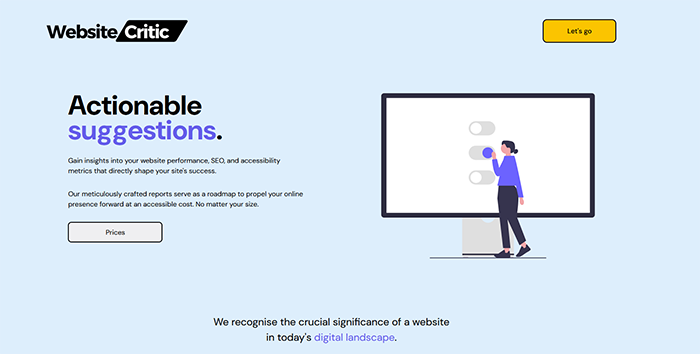 Website Critic
Let's go
Actionable
suggestions.
Gain insights into your website performance, SEO, and accessibility
metrics that directly shape your site's success.
Our meticulously crafted reports serve as a roadmap to propel your online
presence forward at an accessible cost. No matter your size.
Prices
We recognise the crucial significance of a website
in today's digital landscape.